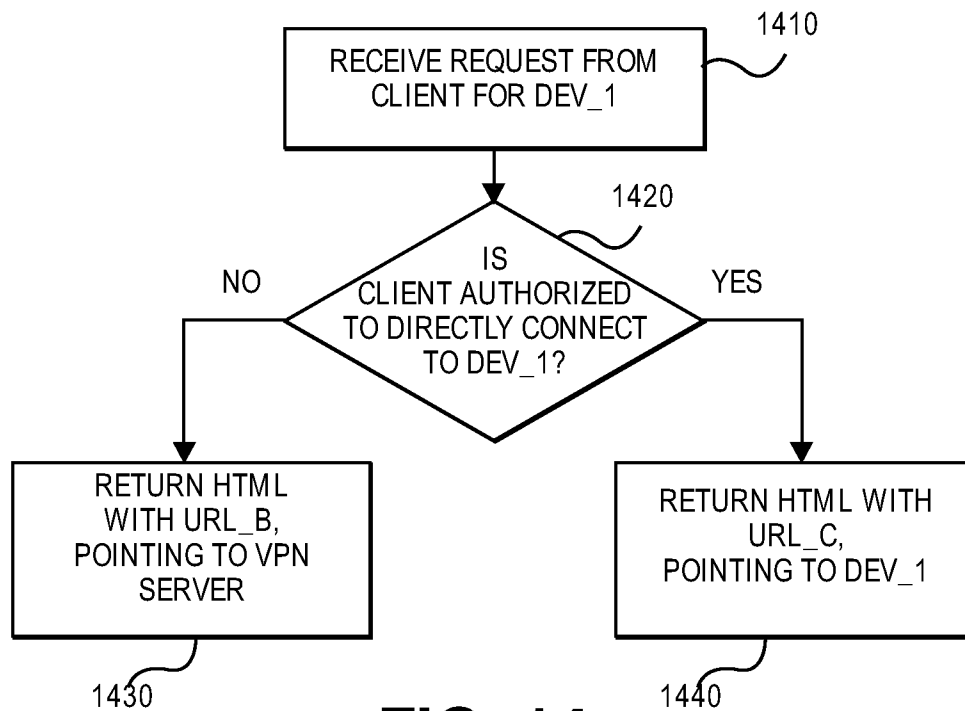 1410
RECEIVE REQUEST FROM
CLIENT FOR DEV_1
1420
IS
CLIENT AUTHORIZED
TO DIRECTLY CONNECT
TO DEV_1?
NO
YES
RETURN HTML
WITH URL_B,
POINTING TO VPN
SERVER
RETURN HTML WITH
URL_C,
POINTING TO DEV_1
1430
1440